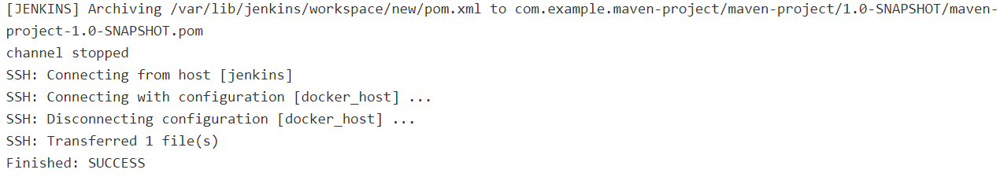 [JENKINS] Archiving /var/lib/jenkins/workspace/new/pom.xml to com.example.maven-project/maven-project/1.0-SNAPSHOT/maven-
project-1.0-SNAPSHOT.pom
channel stopped
SSH: Connecting from host [jenkins]
SSH: Connecting with configuration [docker_host] ...
SSH: Disconnecting configuration [docker_host] ...
SSH: Transferred 1 file(s)
Finished: SUCCESS